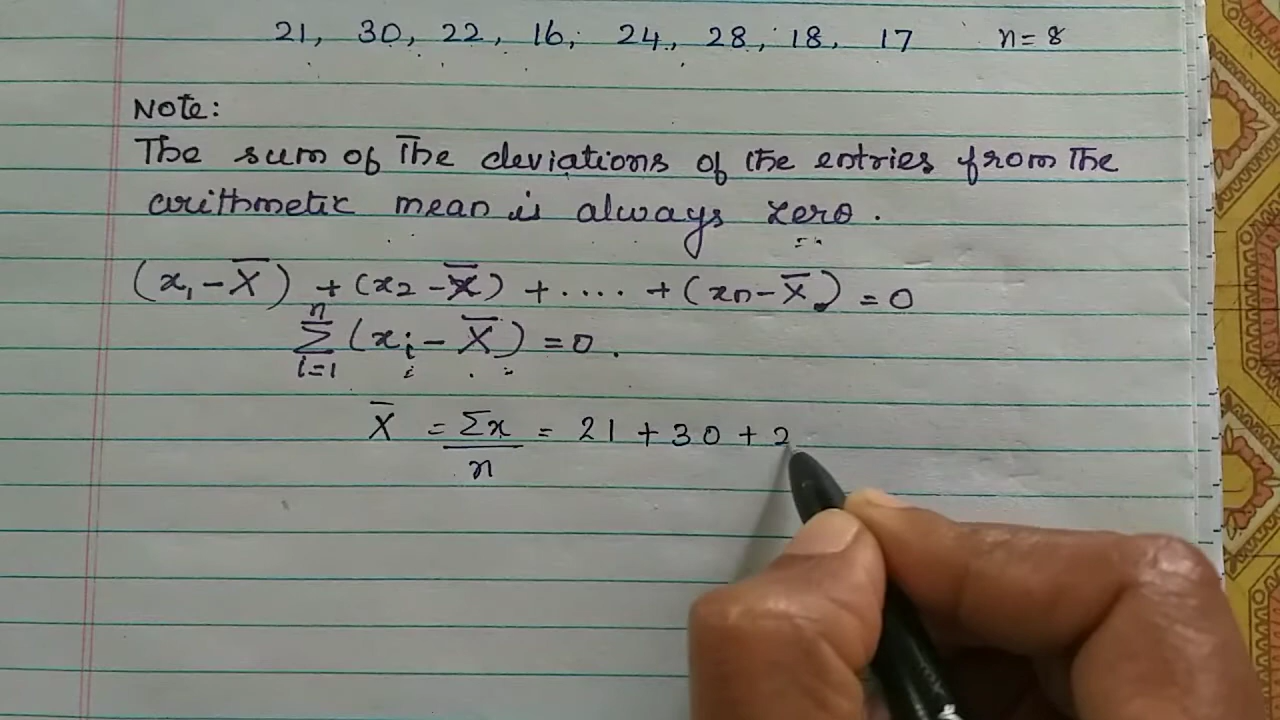 21, 30, 22, 16, 24, 28, 18, 17 n = 8
Note:
The sum of The deviations of the entries from The
arithmetic mean is always zero.
(x₁ - X̄) + (x₂ - X̄) + .... + (xn - X̄) = 0
n
Σ (xᵢ - X̄) = 0.
i=1
X̄ = Σx = 21 + 30 + 2
n